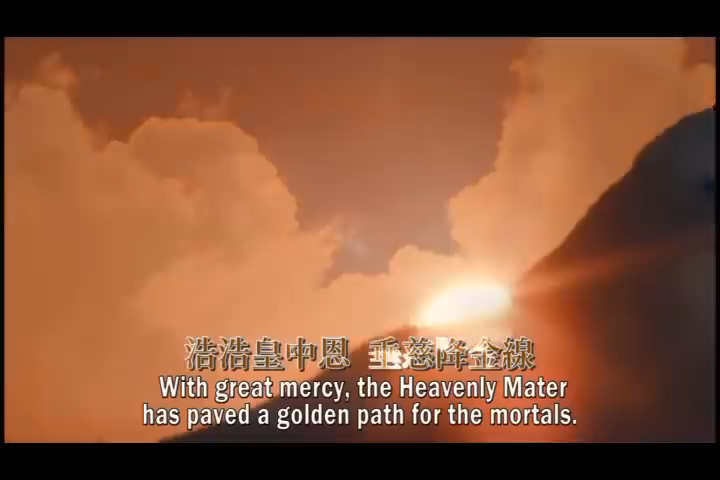 浩浩皇中恩 垂慈降金線
With great mercy, the Heavenly Mater
has paved a golden path for the mortals.